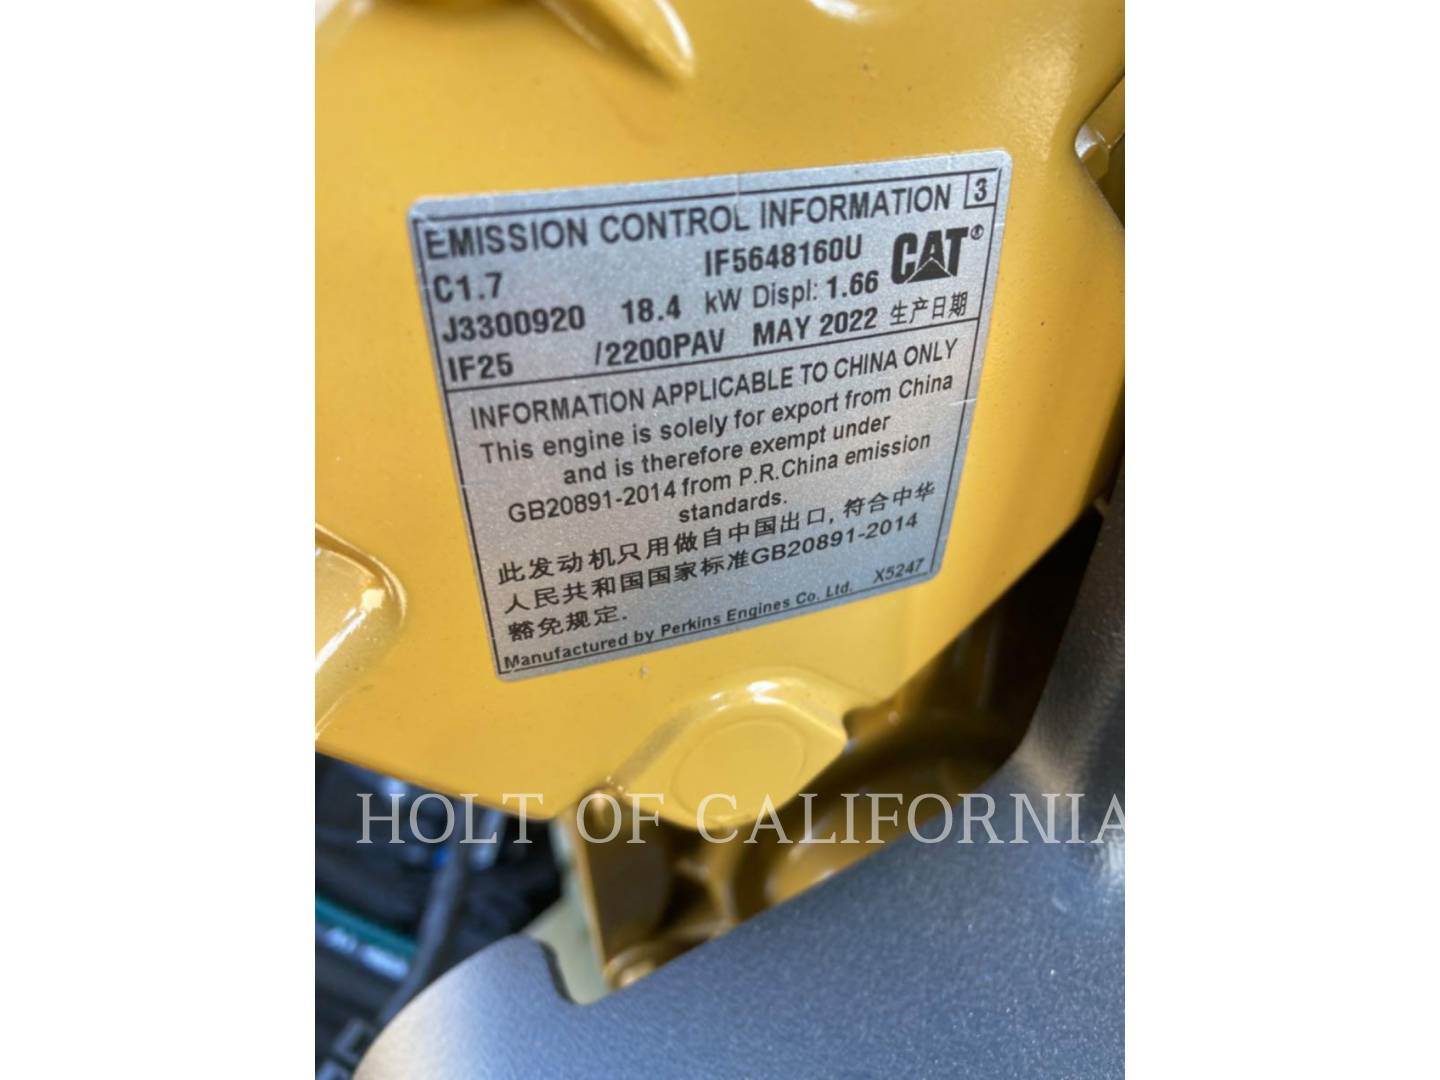 EMISSION CONTROL INFORMATION 3
C1.7 IF5648160U CAT®
J3300920 18.4 kW Displ: 1.66
IF25 /2200PAV MAY 2022 生产日期
INFORMATION APPLICABLE TO CHINA ONLY
This engine is solely for export from China
and is therefore exempt under
GB20891-2014 from P.R.China emission
standards.
此发动机只用做自中国出口, 符合中华
人民共和国国家标准GB20891-2014
豁免规定.
Manufactured by Perkins Engines Co. Ltd. X5247
HOLT OF CALIFORNIA